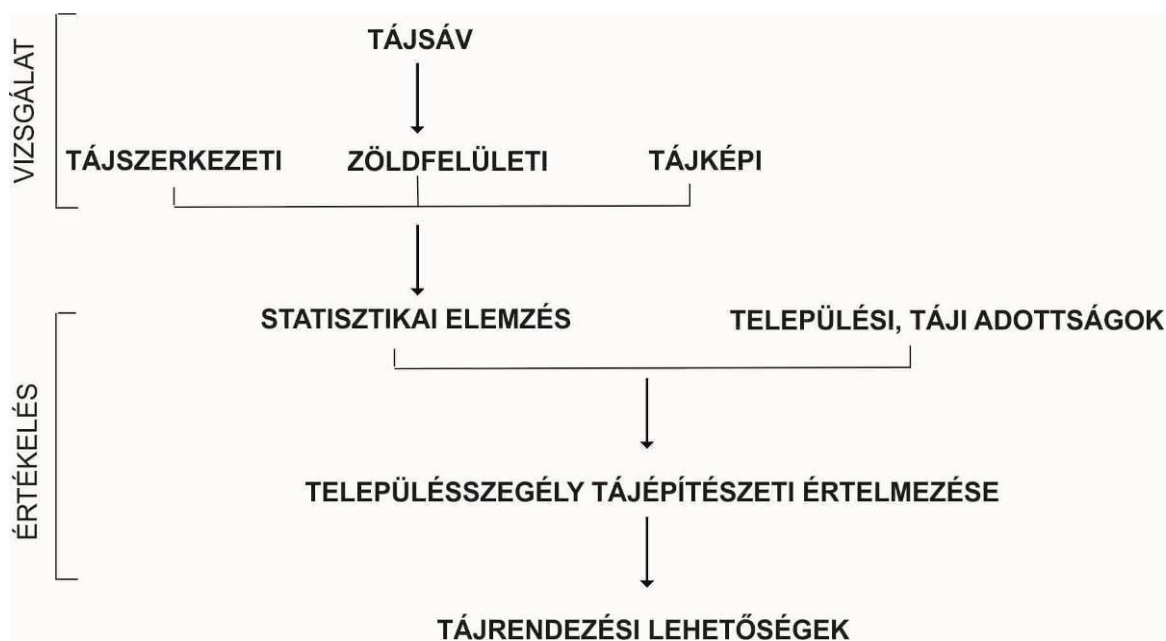 VIZSGÁLAT
TÁJSÁV
TÁJSZERKEZETI ZÖLDFELÜLETI TÁJKÉPI
ÉRTÉKELÉS
STATISZTIKAI ELEMZÉS TELEPÜLÉSI, TÁJI ADOTTSÁGOK
TELEPÜLÉSSZEGÉLY TÁJÉPÍTÉSZETI ÉRTELMEZÉSE
TÁJRENDEZÉSI LEHETŐSÉGEK